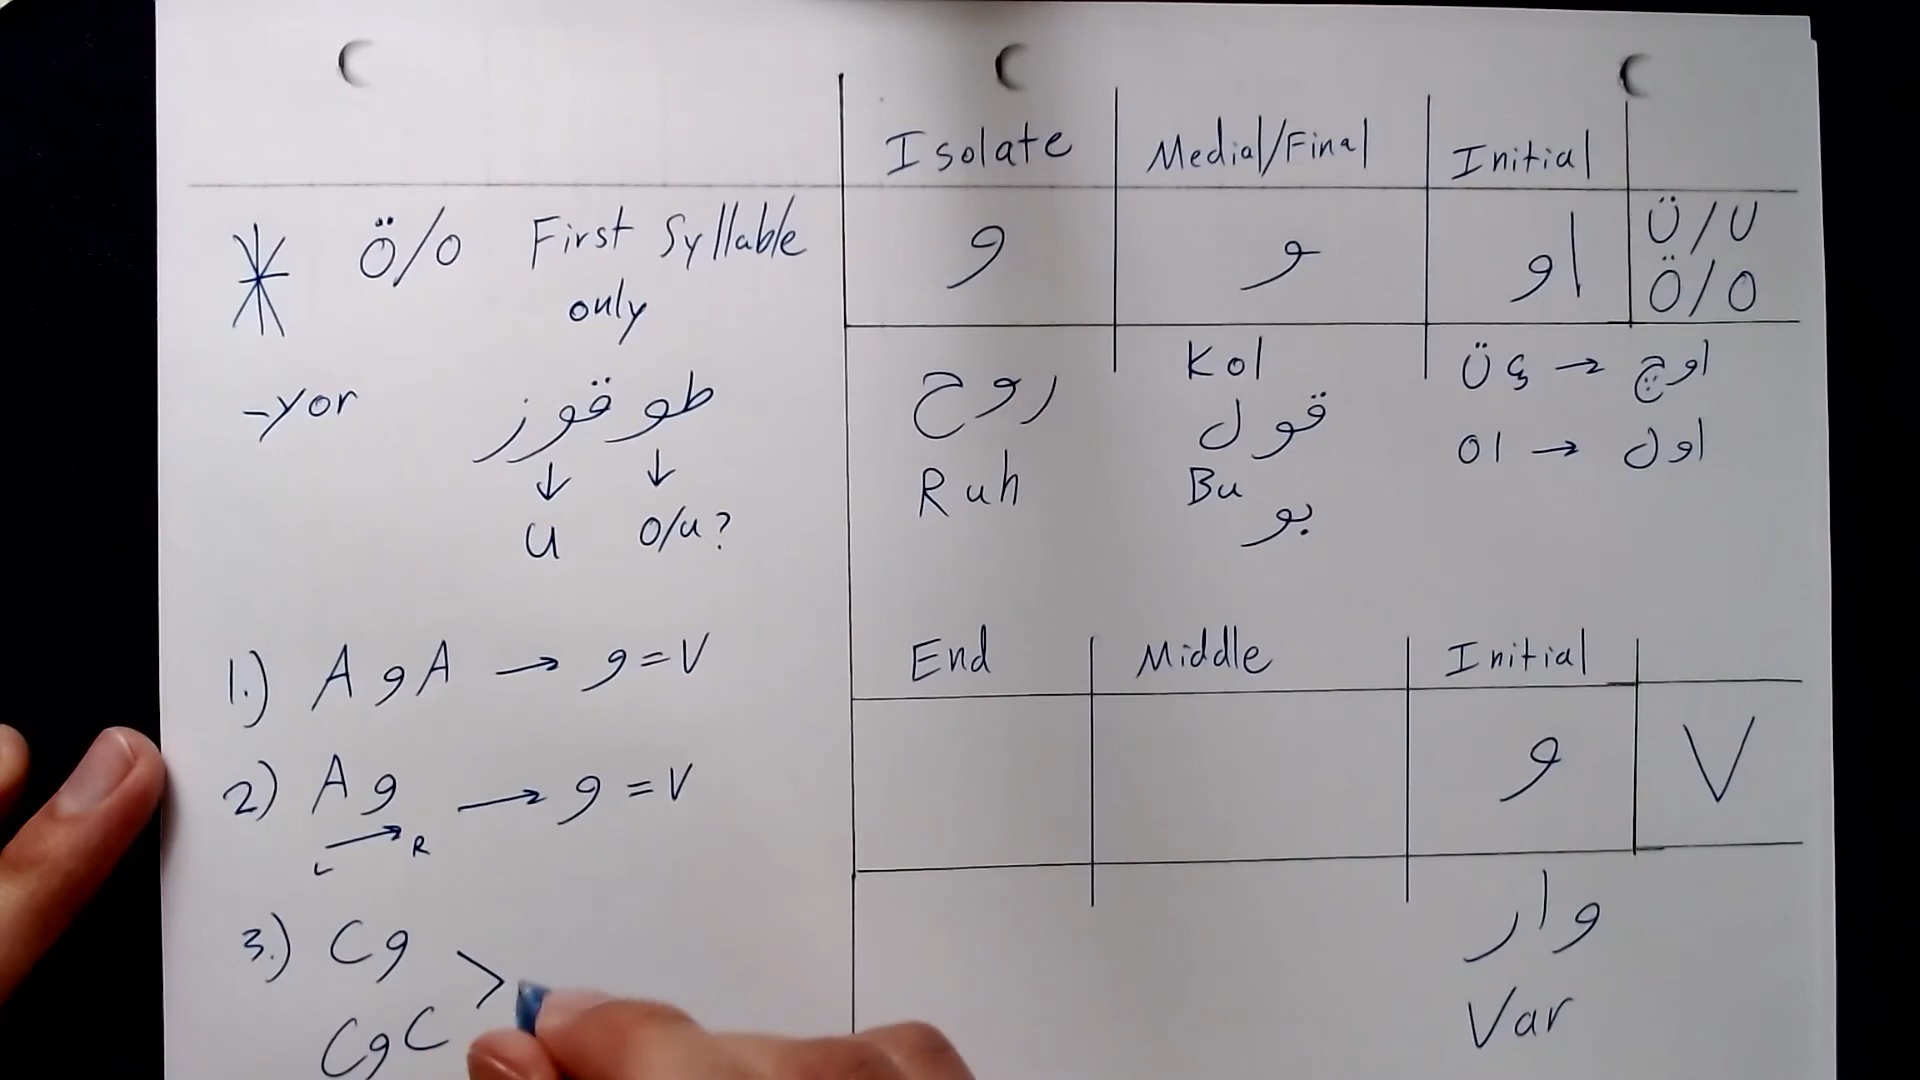 Isolate Medial/Final Initial
* Ö/O First Syllable only
و و او Ü/U Ö/O
-yor طوقوز
U O/u?
روح
Ruh
Kol
قول
Bu
بو
Üç → اوچ
Ol → اول
1.) A و A → و = V
2) A و → و = V
L → R
3.) C و
C و C
End Middle Initial
و V
وار
Var